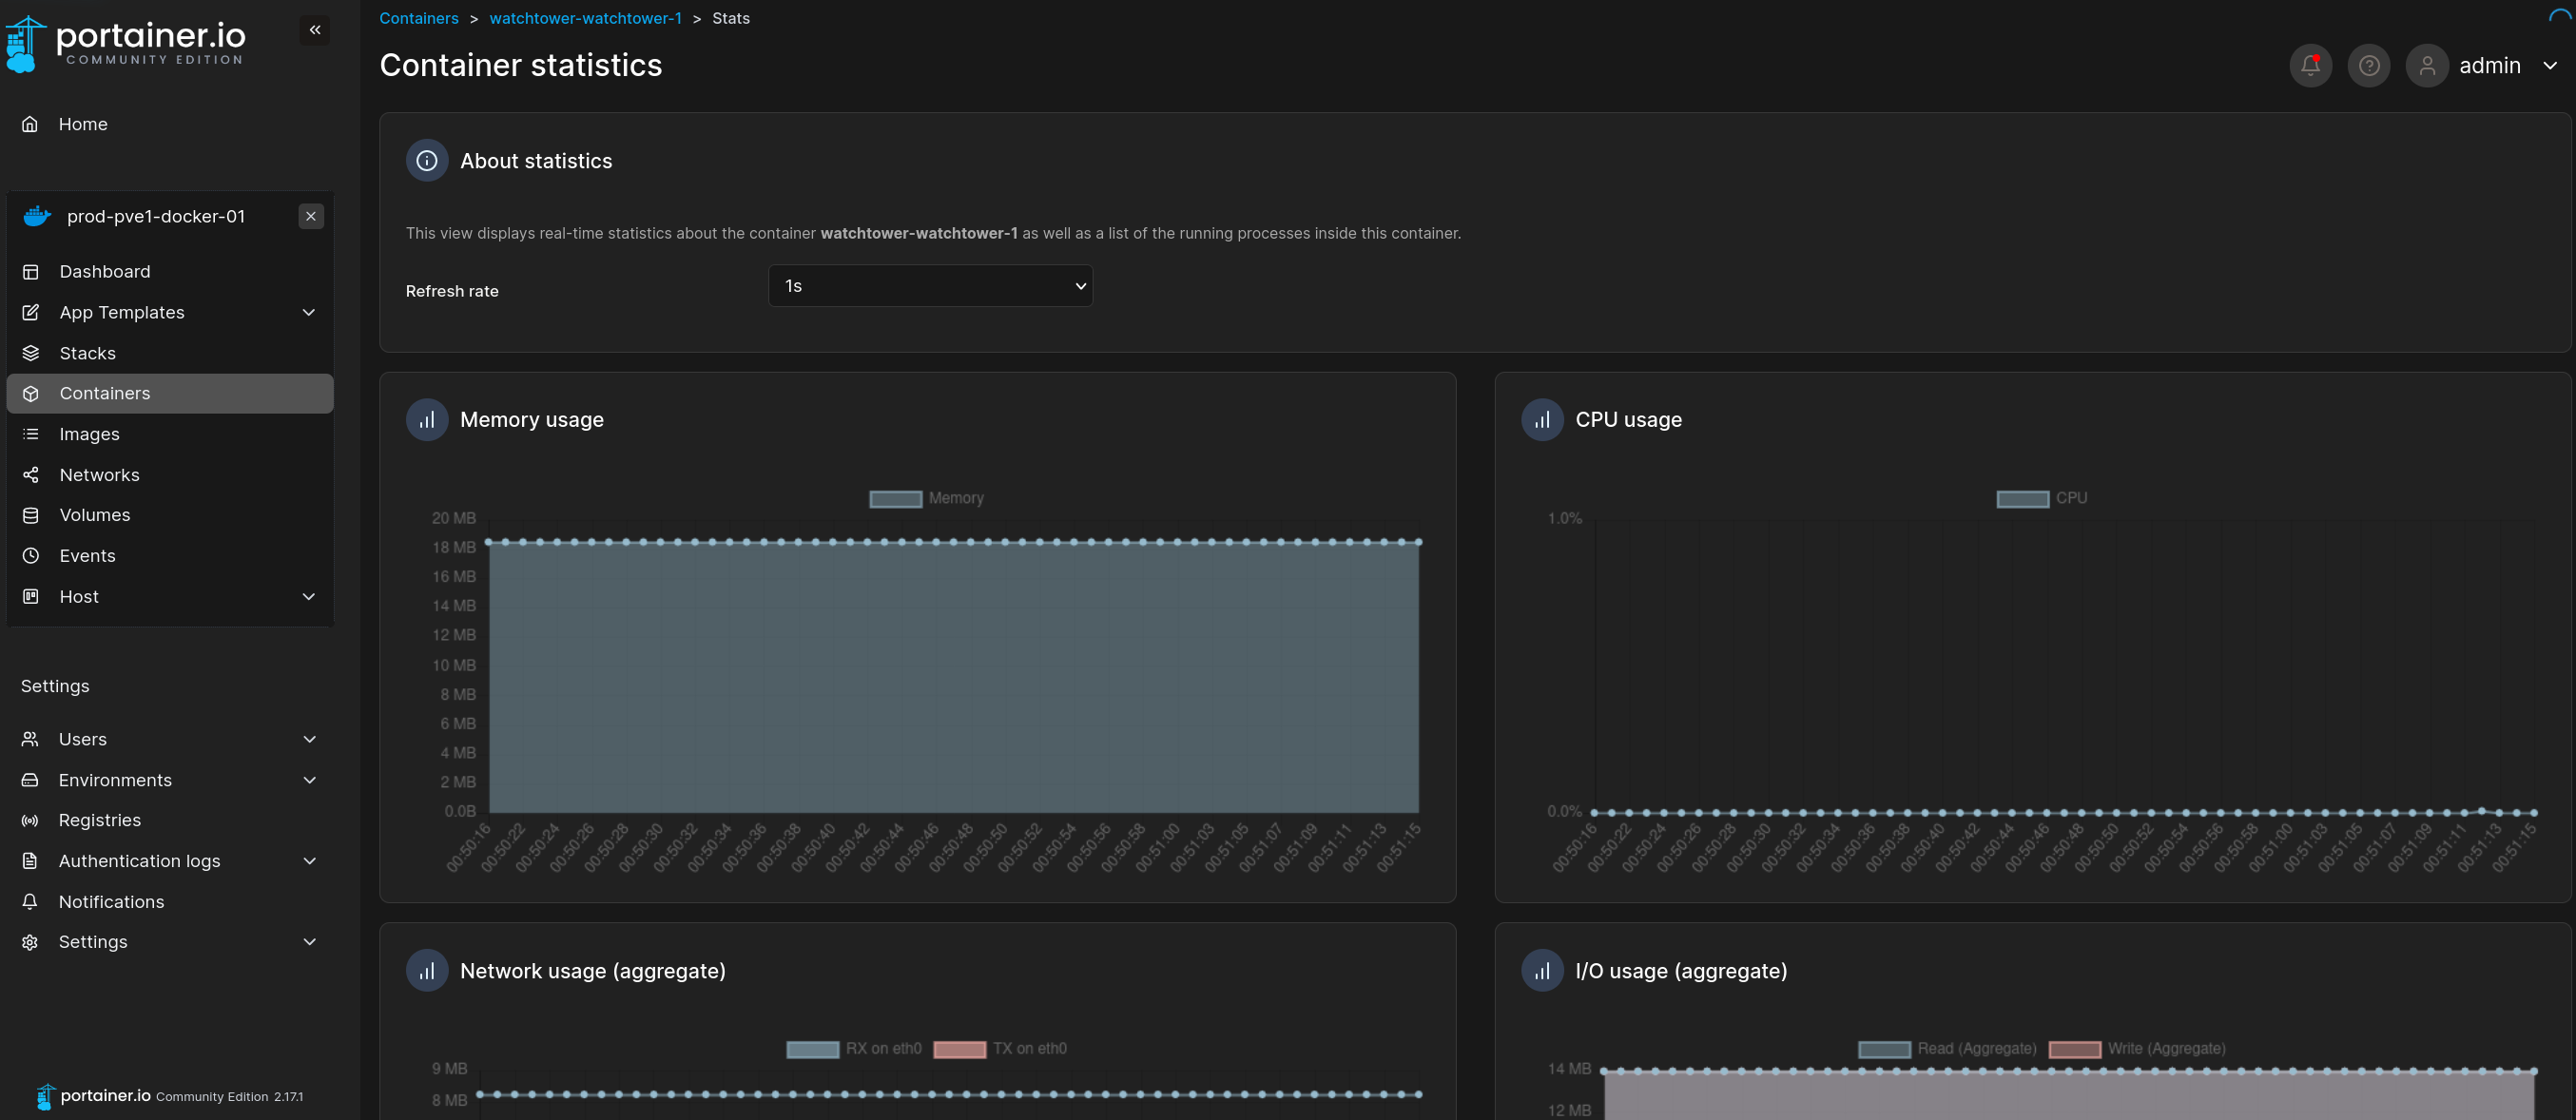 portainer.io
COMMUNITY EDITION
Home
prod-pve1-docker-01
Dashboard
App Templates
Stacks
Containers
Images
Networks
Volumes
Events
Host
Settings
Users
Environments
Registries
Authentication logs
Notifications
Settings
portainer.io Community Edition 2.17.1
Containers > watchtower-watchtower-1 > Stats
Container statistics
admin
About statistics
This view displays real-time statistics about the container watchtower-watchtower-1 as well as a list of the running processes inside this container.
Refresh rate 1s
Memory usage
Memory
20 MB
18 MB
16 MB
14 MB
12 MB
10 MB
8 MB
6 MB
4 MB
2 MB
0.0B
00:50:16 00:50:22 00:50:24 00:50:26 00:50:28 00:50:30 00:50:32 00:50:34 00:50:36 00:50:38 00:50:40 00:50:42 00:50:44 00:50:46 00:50:48 00:50:50 00:50:52 00:50:54 00:50:56 00:50:58 00:51:00 00:51:03 00:51:05 00:51:07 00:51:09 00:51:11 00:51:13 00:51:15
CPU usage
CPU
1.0%
0.0%
00:50:16 00:50:22 00:50:24 00:50:26 00:50:28 00:50:30 00:50:32 00:50:34 00:50:36 00:50:38 00:50:40 00:50:42 00:50:44 00:50:46 00:50:48 00:50:50 00:50:52 00:50:54 00:50:56 00:50:58 00:51:00 00:51:03 00:51:05 00:51:07 00:51:09 00:51:11 00:51:13 00:51:15
Network usage (aggregate)
RX on eth0 TX on eth0
9 MB
8 MB
I/O usage (aggregate)
Read (Aggregate) Write (Aggregate)
14 MB
12 MB